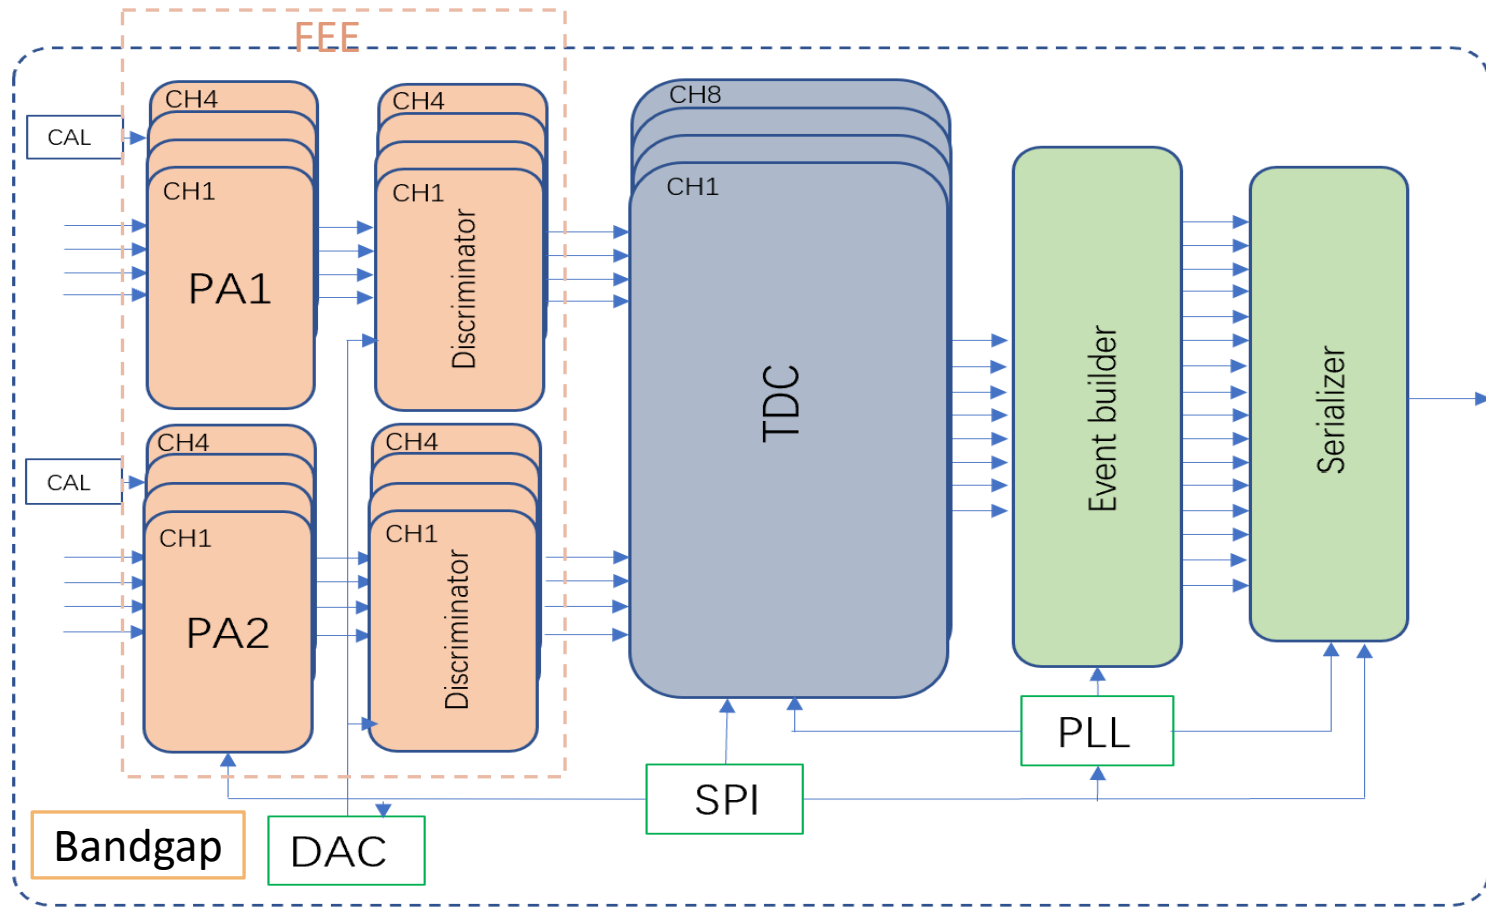 FEE
CH4
CH4
CH8
CAL
CH1
CH1
CH1
PA1
Discriminator
TDC
Event builder
Serializer
CH4
CH4
CAL
CH1
CH1
PA2
Discriminator
PLL
SPI
Bandgap
DAC